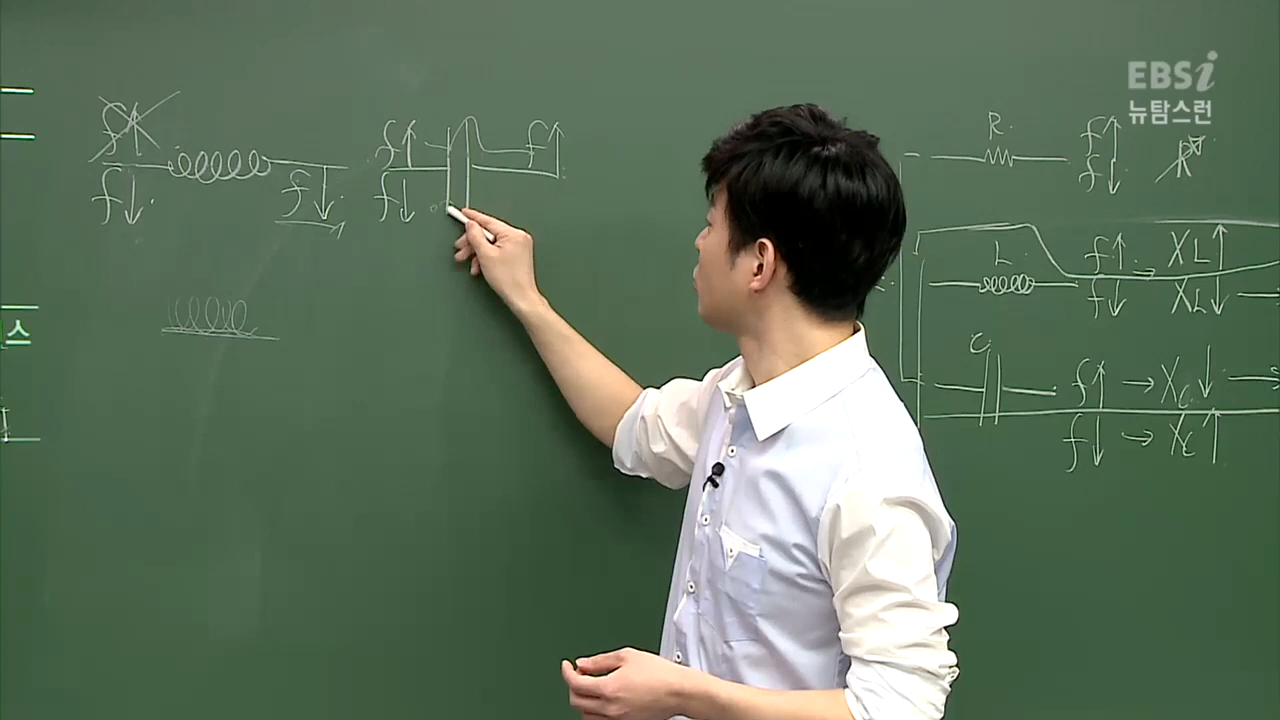 EBSi
뉴탐스런
f↑
f↓
f↓
f↑
f↓
f↑
R
f↑
f↓
R
L
f↑ → XL↑
f↓ XL↓
C
f↑ → Xc↓ →
f↓ → Xc↑
스